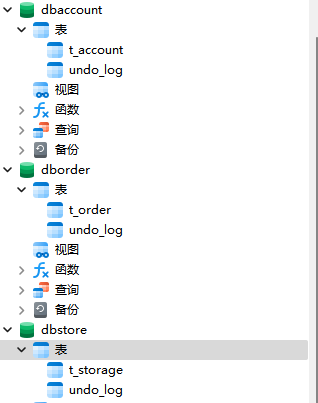 dbaccount
表
t_account
undo_log
视图
函数
查询
备份
dborder
表
t_order
undo_log
视图
函数
查询
备份
dbstore
表
t_storage
undo_log